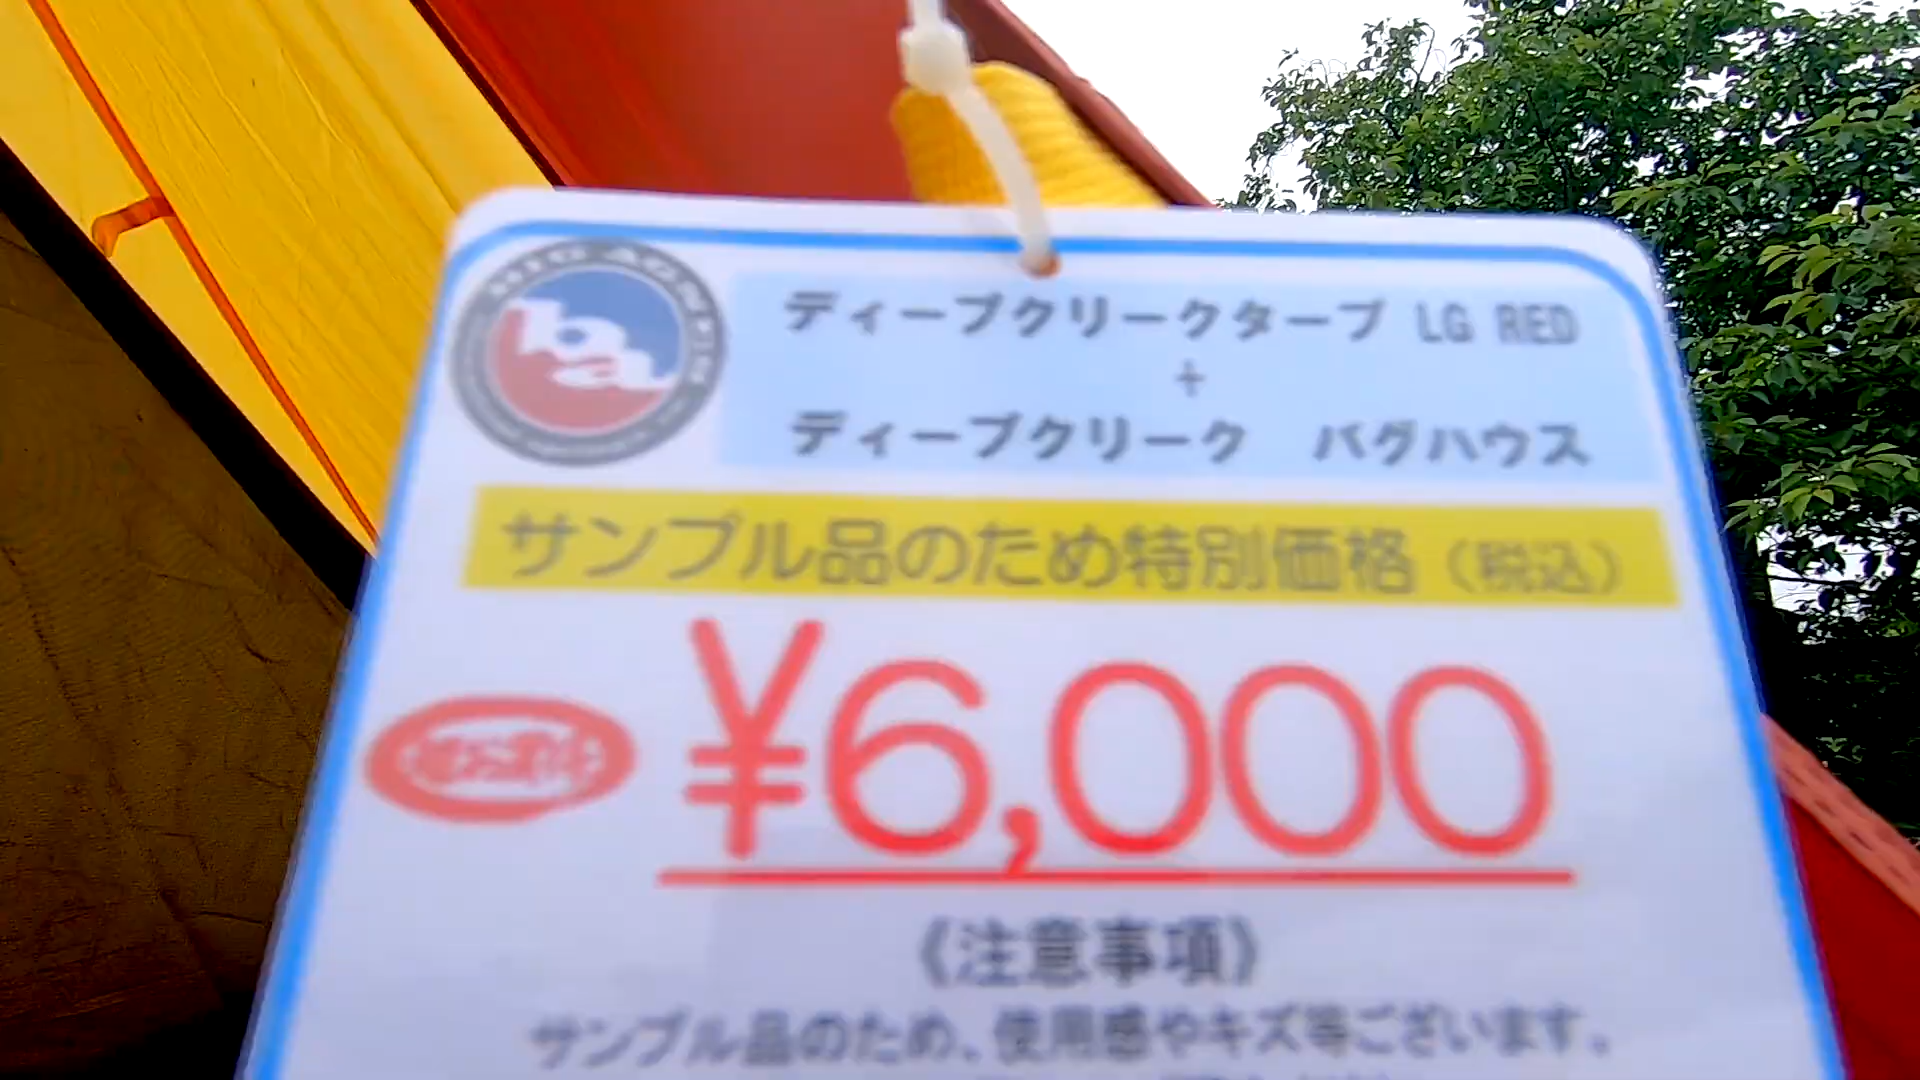 BIG AGNES
ba
ディープクリークタープ LG RED
+
ディープクリーク バグハウス
サンプル品のため特別価格(税込)
¥6,000
《注意事項》
サンプル品のため、使用感やキズ等ございます。